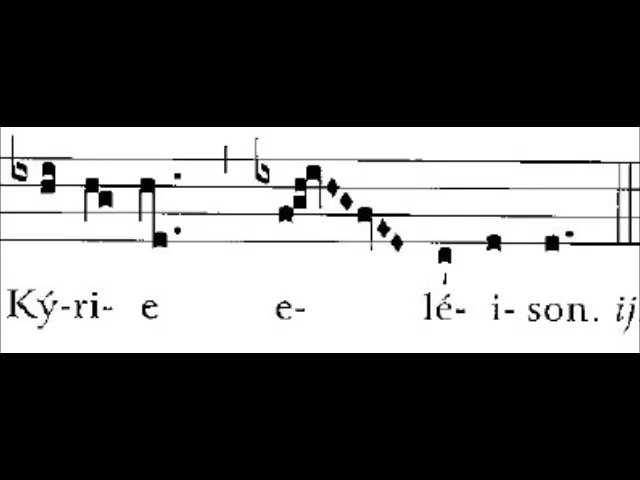 Ký-ri- e e- lé- i- son. ij